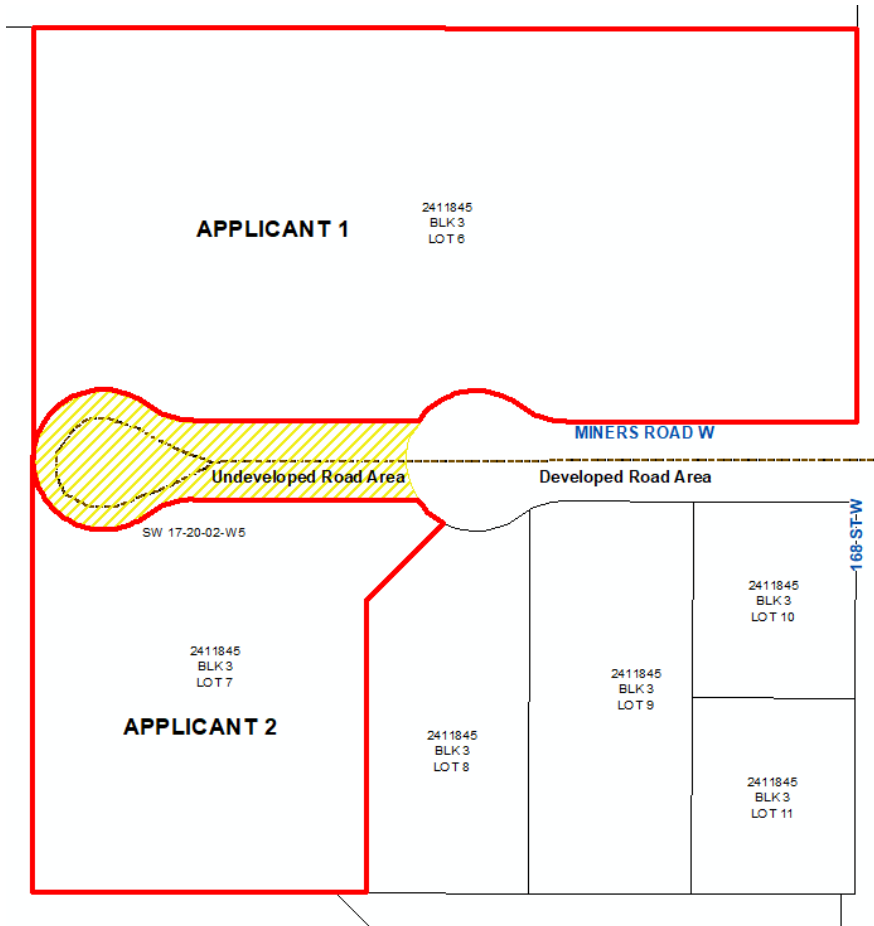 APPLICANT 1
2411845
BLK 3
LOT 6
MINERS ROAD W
Undeveloped Road Area
Developed Road Area
SW 17-20-02-W5
168-ST-W
2411845
BLK 3
LOT 10
2411845
BLK 3
LOT 7
APPLICANT 2
2411845
BLK 3
LOT 9
2411845
BLK 3
LOT 8
2411845
BLK 3
LOT 11